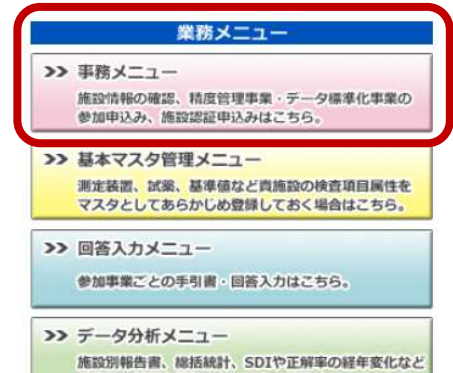 業務メニュー
>> 事務メニュー
施設情報の確認、精度管理事業・データ標準化事業の
参加申込み、施設認証申込みはこちら。
>> 基本マスタ管理メニュー
測定装置、試薬、基準値など貴施設の検査項目属性を
マスタとしてあらかじめ登録しておく場合はこちら。
>> 回答入力メニュー
参加事業ごとの手引書・回答入力はこちら。
>> データ分析メニュー
施設別報告書、総括統計、SDIや正解率の経年変化など